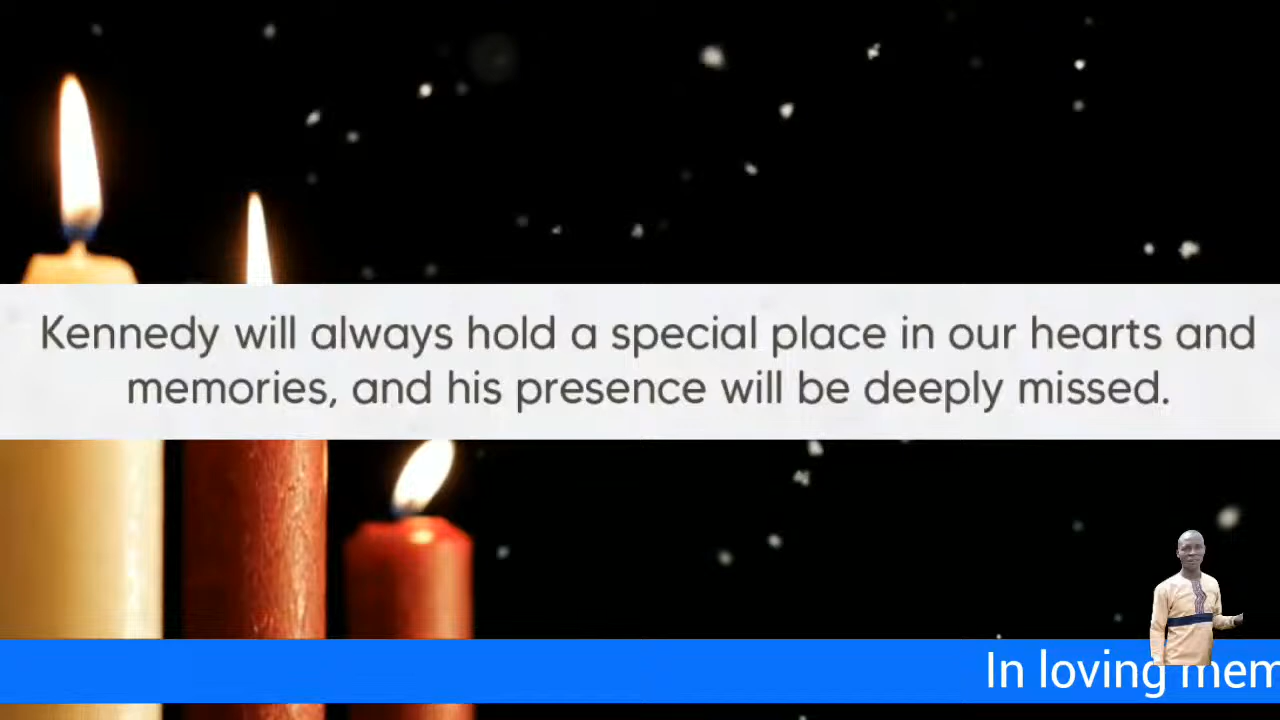 Kennedy will always hold a special place in our hearts and
memories, and his presence will be deeply missed.
In loving mem